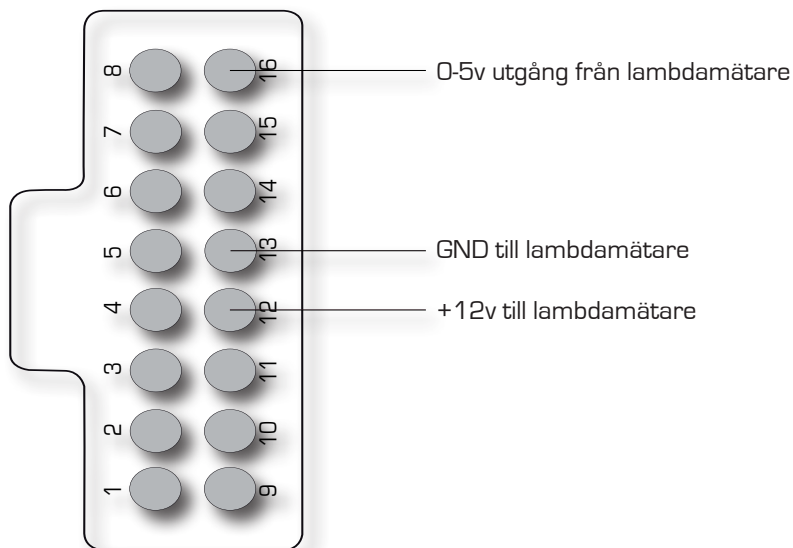 8 16 0-5v utgång från lambdamätare
7 15
6 14
5 13 GND till lambdamätare
4 12 +12v till lambdamätare
3 11
2 10
1 9